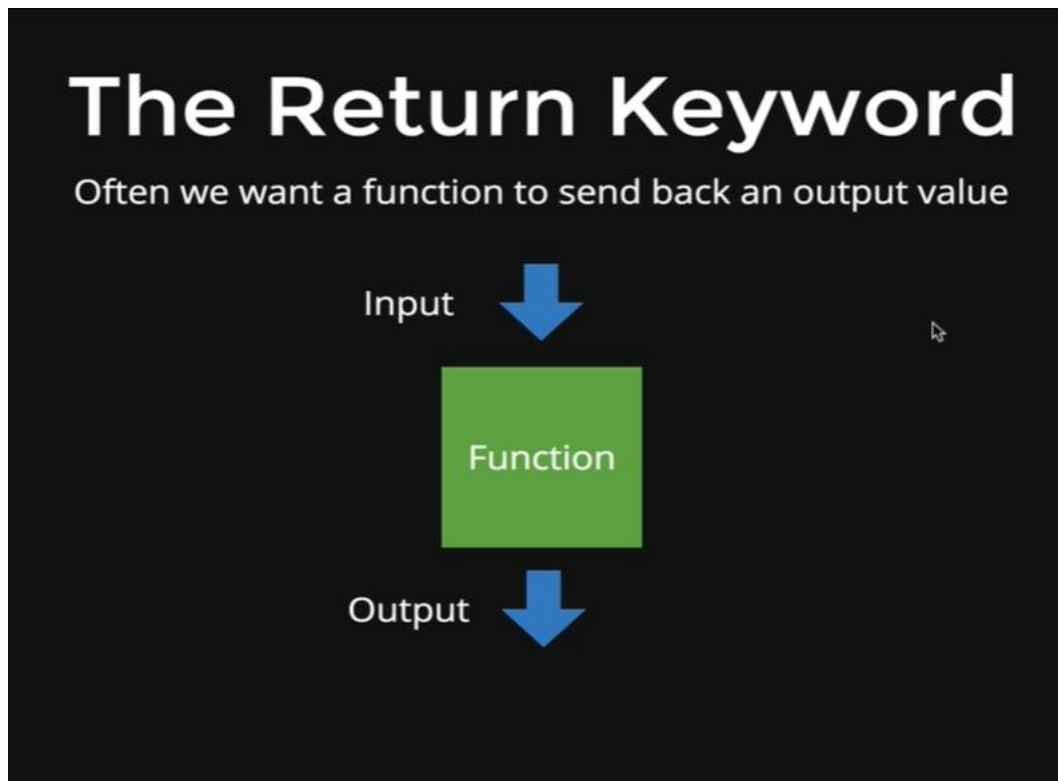 The Return Keyword
Often we want a function to send back an output value
Input
Function
Output